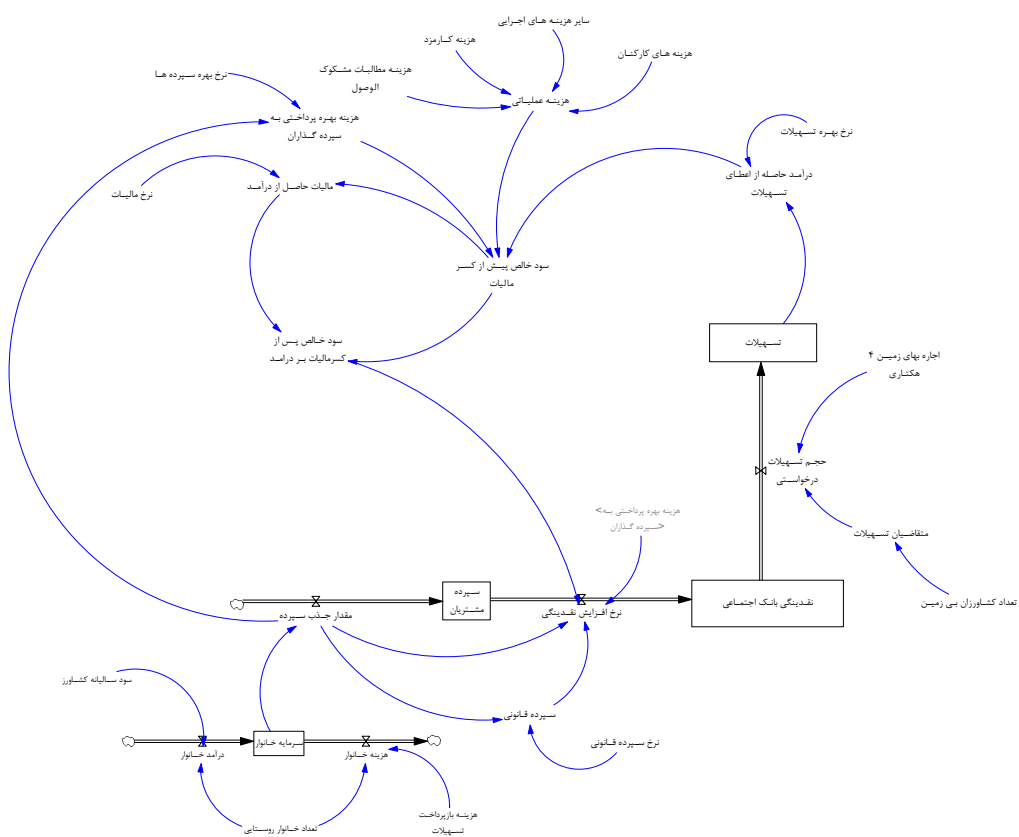 سایر هزینه های اجرایی
هزینه کارمزد
هزینه های کارکنان
هزینه مطالبات مشکوک
الوصول
نرخ بهره سپرده ها
هزینه عملیاتی
هزینه بهره پرداختی به
سپرده گذاران
نرخ بهره تسهیلات
درآمد حاصله از اعطای
تسهیلات
مالیات حاصل از درآمد
نرخ مالیات
سود خالص پیش از کسر
مالیات
سود خالص پس از
کسرمالیات بر درامد
تسهیلات
اجاره بهای زمین ۴
هکتاری
حجم تسهیلات
درخواستی
<هزینه بهره پرداختی به
سپرده گذاران>
متقاضیان تسهیلات
سپرده
مشتریان
نرخ افزایش نقدینگی
نقدینگی بانک اجتماعی
تعداد کشاورزان بی زمین
مقدار جذب سپرده
سود سالیانه کشاورز
سپرده قانونی
نرخ سپرده قانونی
درآمد خانوار
سرمایه خانوار
هزینه خانوار
هزینه بازپرداخت
تسهیلات
تعداد خانوار روستایی